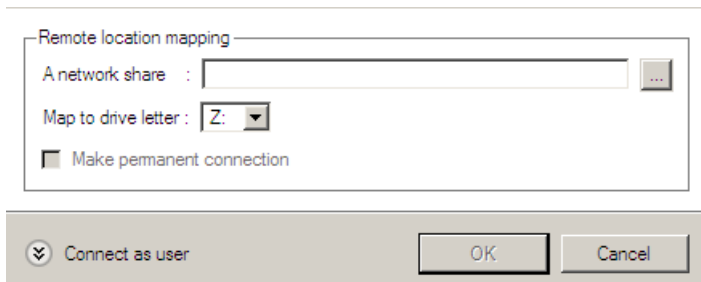 Remote location mapping
A network share : ...
Map to drive letter : Z:
Make permanent connection
Connect as user OK Cancel